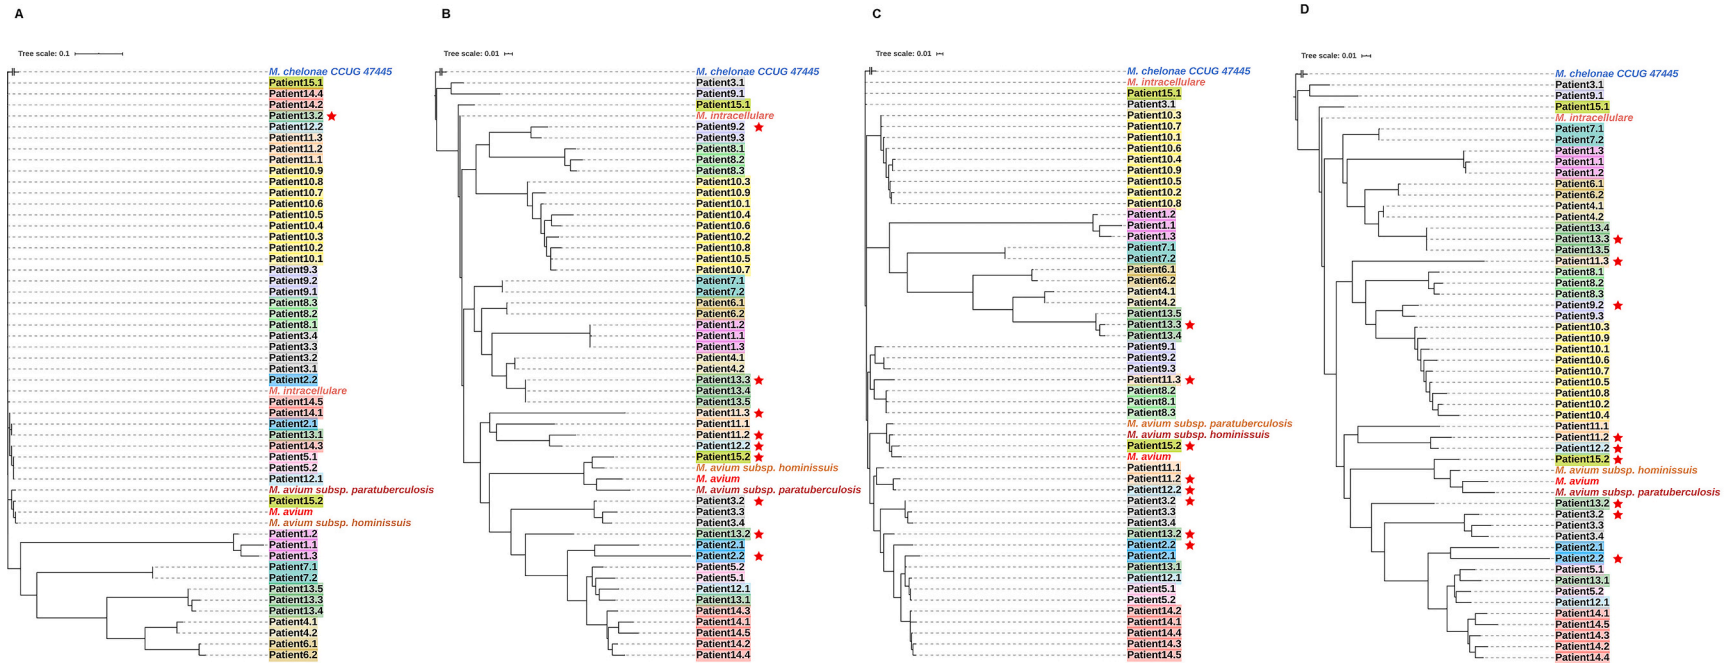 A
Tree scale: 0.1
M. chelonae CCUG 47445
Patient15.1
Patient14.4
Patient14.2
Patient13.2
Patient12.2
Patient11.3
Patient11.2
Patient11.1
Patient10.9
Patient10.8
Patient10.7
Patient10.6
Patient10.5
Patient10.4
Patient10.3
Patient10.2
Patient10.1
Patient9.3
Patient9.2
Patient9.1
Patient8.3
Patient8.2
Patient8.1
Patient3.4
Patient3.3
Patient3.2
Patient3.1
Patient2.2
M. intracellulare
Patient14.5
Patient14.1
Patient2.1
Patient13.1
Patient14.3
Patient5.1
Patient5.2
Patient12.1
M. avium subsp. paratuberculosis
Patient15.2
M. avium
M. avium subsp. hominissuis
Patient1.2
Patient1.1
Patient1.3
Patient7.1
Patient7.2
Patient13.5
Patient13.3
Patient13.4
Patient4.1
Patient4.2
Patient6.1
Patient6.2
B
Tree scale: 0.01
M. chelonae CCUG 47445
Patient3.1
Patient9.1
Patient15.1
M. intracellulare
Patient9.2
Patient9.3
Patient8.1
Patient8.2
Patient8.3
Patient10.3
Patient10.9
Patient10.1
Patient10.4
Patient10.6
Patient10.2
Patient10.8
Patient10.5
Patient10.7
Patient7.1
Patient7.2
Patient6.1
Patient6.2
Patient1.2
Patient1.1
Patient1.3
Patient4.1
Patient4.2
Patient13.3
Patient13.4
Patient13.5
Patient11.3
Patient11.1
Patient11.2
Patient12.2
Patient15.2
M. avium subsp. hominissuis
M. avium
M. avium subsp. paratuberculosis
Patient3.2
Patient3.3
Patient3.4
Patient13.2
Patient2.1
Patient2.2
Patient5.2
Patient5.1
Patient12.1
Patient13.1
Patient14.3
Patient14.1
Patient14.5
Patient14.2
Patient14.4
C
Tree scale: 0.01
M. chelonae CCUG 47445
M. intracellulare
Patient15.1
Patient3.1
Patient10.3
Patient10.7
Patient10.1
Patient10.6
Patient10.4
Patient10.9
Patient10.5
Patient10.2
Patient10.8
Patient1.2
Patient1.1
Patient1.3
Patient7.1
Patient7.2
Patient6.1
Patient6.2
Patient4.1
Patient4.2
Patient13.5
Patient13.3
Patient13.4
Patient9.1
Patient9.2
Patient9.3
Patient11.3
Patient8.2
Patient8.1
Patient8.3
M. avium subsp. paratuberculosis
M. avium subsp. hominissuis
Patient15.2
M. avium
Patient11.1
Patient11.2
Patient12.2
Patient3.2
Patient3.3
Patient3.4
Patient13.2
Patient2.2
Patient2.1
Patient13.1
Patient12.1
Patient5.1
Patient5.2
Patient14.2
Patient14.1
Patient14.4
Patient14.3
Patient14.5
D
Tree scale: 0.01
M. chelonae CCUG 47445
Patient3.1
Patient9.1
Patient15.1
M. intracellulare
Patient7.1
Patient7.2
Patient1.3
Patient1.1
Patient1.2
Patient6.1
Patient6.2
Patient4.1
Patient4.2
Patient13.4
Patient13.3
Patient13.5
Patient11.3
Patient8.1
Patient8.2
Patient8.3
Patient9.2
Patient9.3
Patient10.3
Patient10.9
Patient10.1
Patient10.6
Patient10.7
Patient10.5
Patient10.8
Patient10.2
Patient10.4
Patient11.1
Patient11.2
Patient12.2
Patient15.2
M. avium subsp. hominissuis
M. avium
M. avium subsp. paratuberculosis
Patient13.2
Patient3.2
Patient3.3
Patient3.4
Patient2.1
Patient2.2
Patient5.1
Patient13.1
Patient5.2
Patient12.1
Patient14.1
Patient14.5
Patient14.3
Patient14.2
Patient14.4